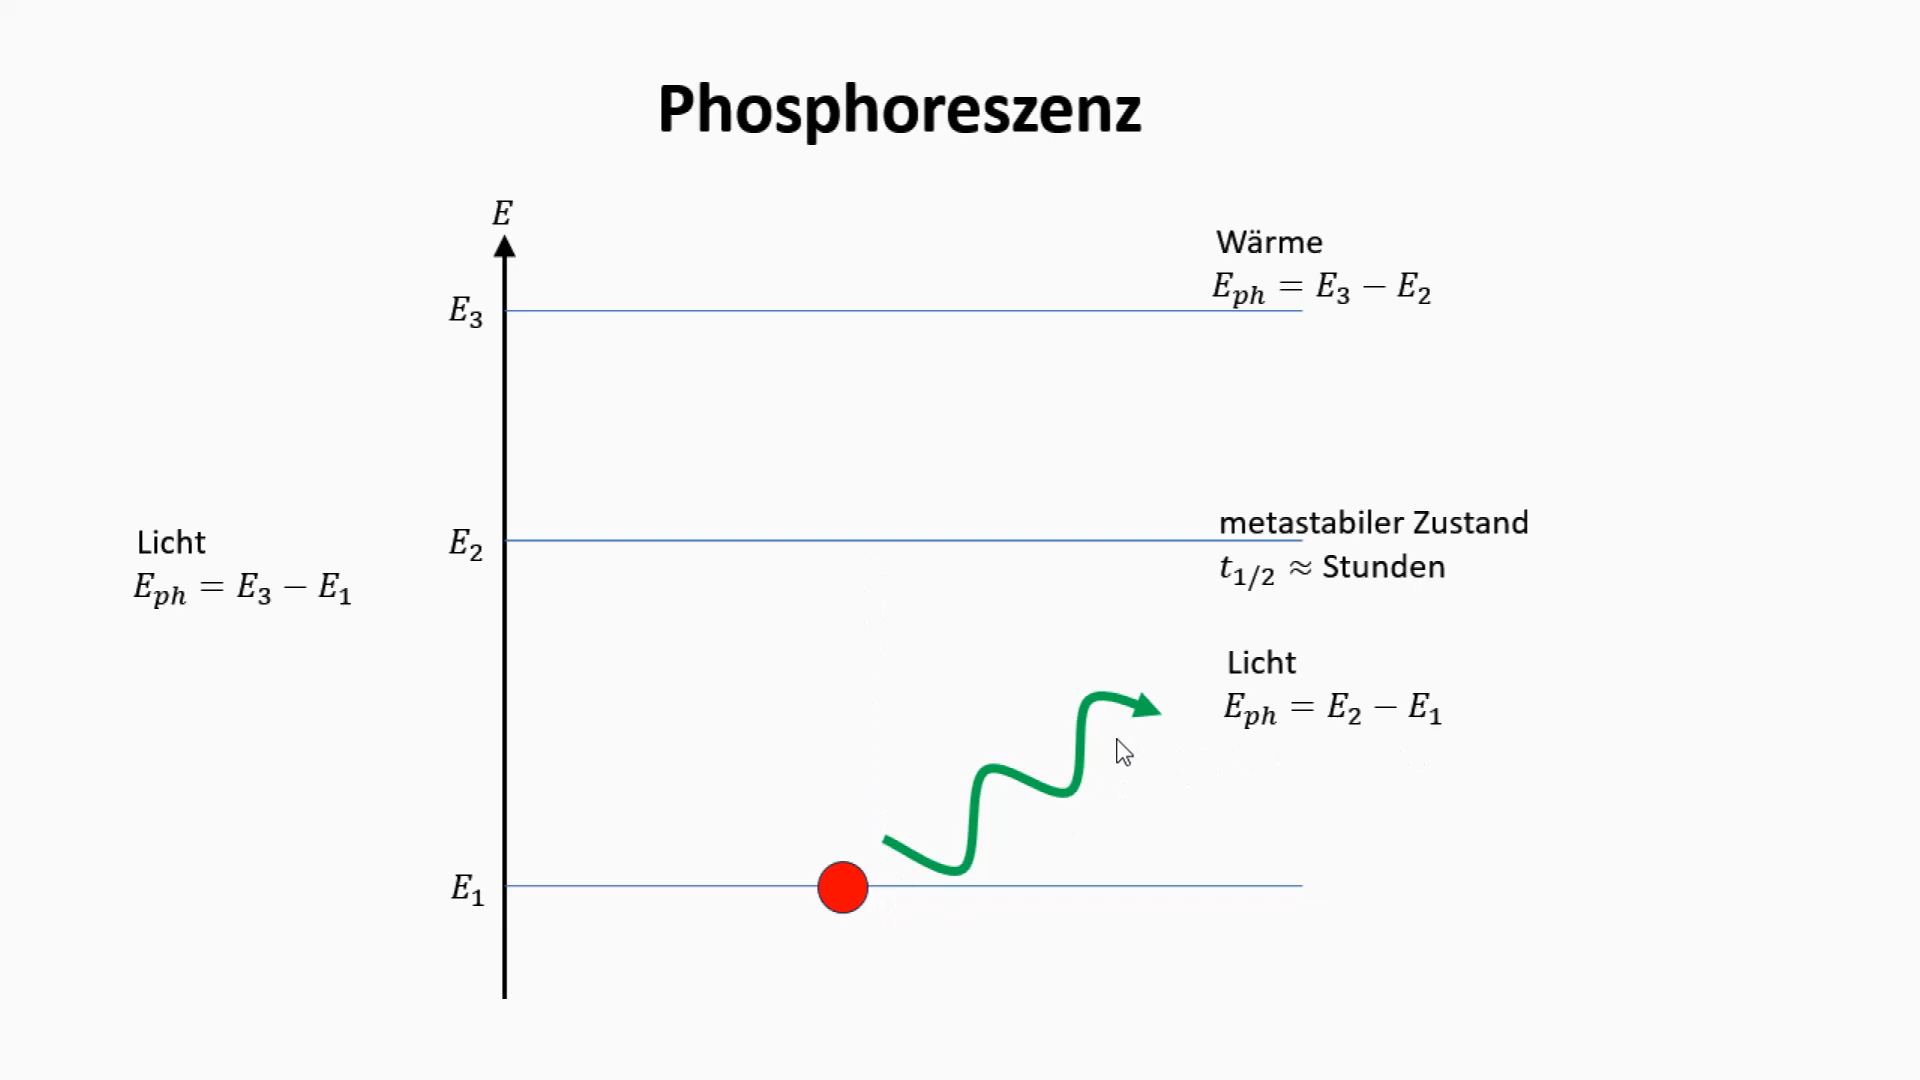 Phosphoreszenz
E
Wärme
E_ph = E_3 − E_2
E_3
metastabiler Zustand
E_2
t_1/2 ≈ Stunden
Licht
E_ph = E_3 − E_1
Licht
E_ph = E_2 − E_1
E_1